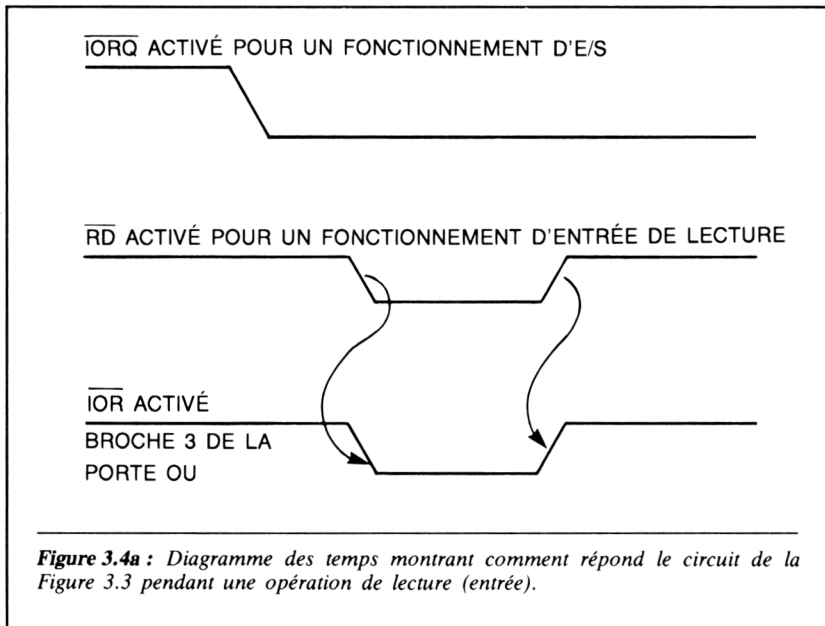 IORQ ACTIVÉ POUR UN FONCTIONNEMENT D'E/S
RD ACTIVÉ POUR UN FONCTIONNEMENT D'ENTRÉE DE LECTURE
IOR ACTIVÉ
BROCHE 3 DE LA
PORTE OU
Figure 3.4a : Diagramme des temps montrant comment répond le circuit de la
Figure 3.3 pendant une opération de lecture (entrée).